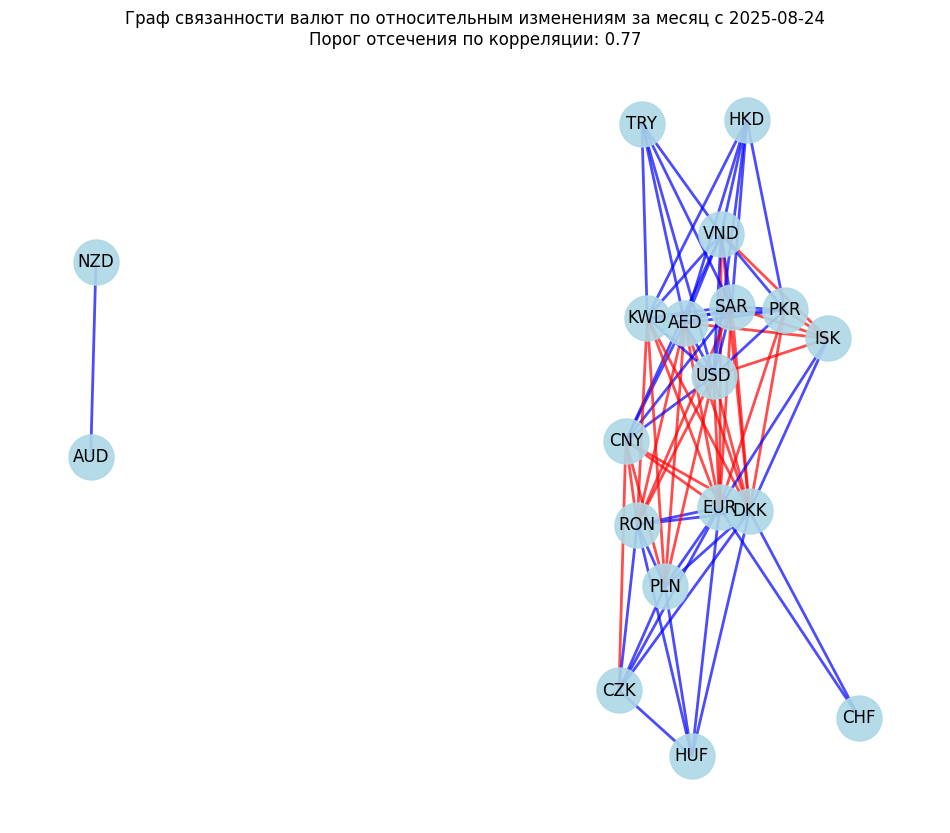 Граф связанности валют по относительным изменениям за месяц с 2025-08-24
Порог отсечения по корреляции: 0.77
TRY
HKD
VND
NZD
SAR
PKR
KWD
AED
ISK
USD
CNY
AUD
EUR
DKK
RON
PLN
CZK
CHF
HUF